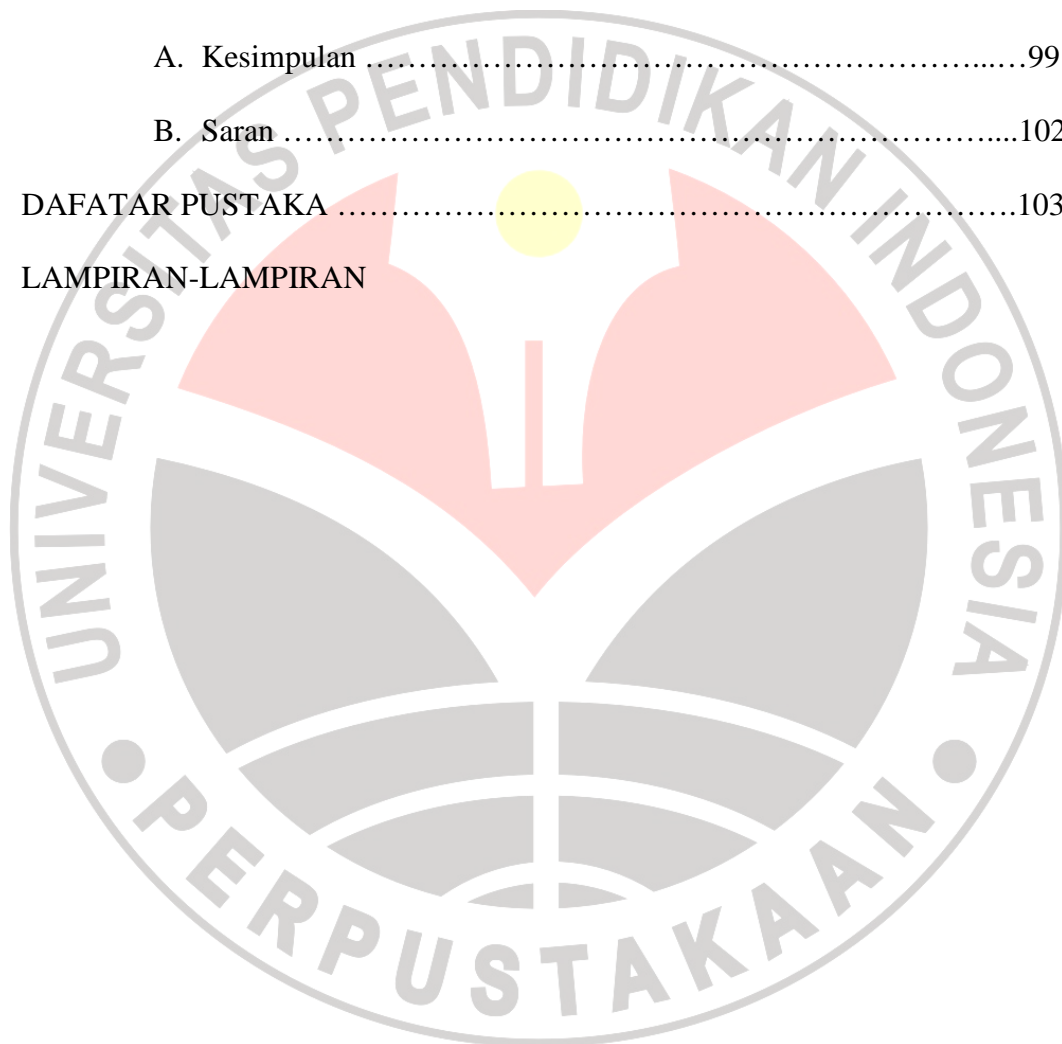 A. Kesimpulan …………………………………………………...…99
B. Saran …………………………………………………………....102
DAFATAR PUSTAKA ……………………………………………………….103
LAMPIRAN-LAMPIRAN
UNIVERSITAS PENDIDIKAN INDONESIA
PERPUSTAKAAN